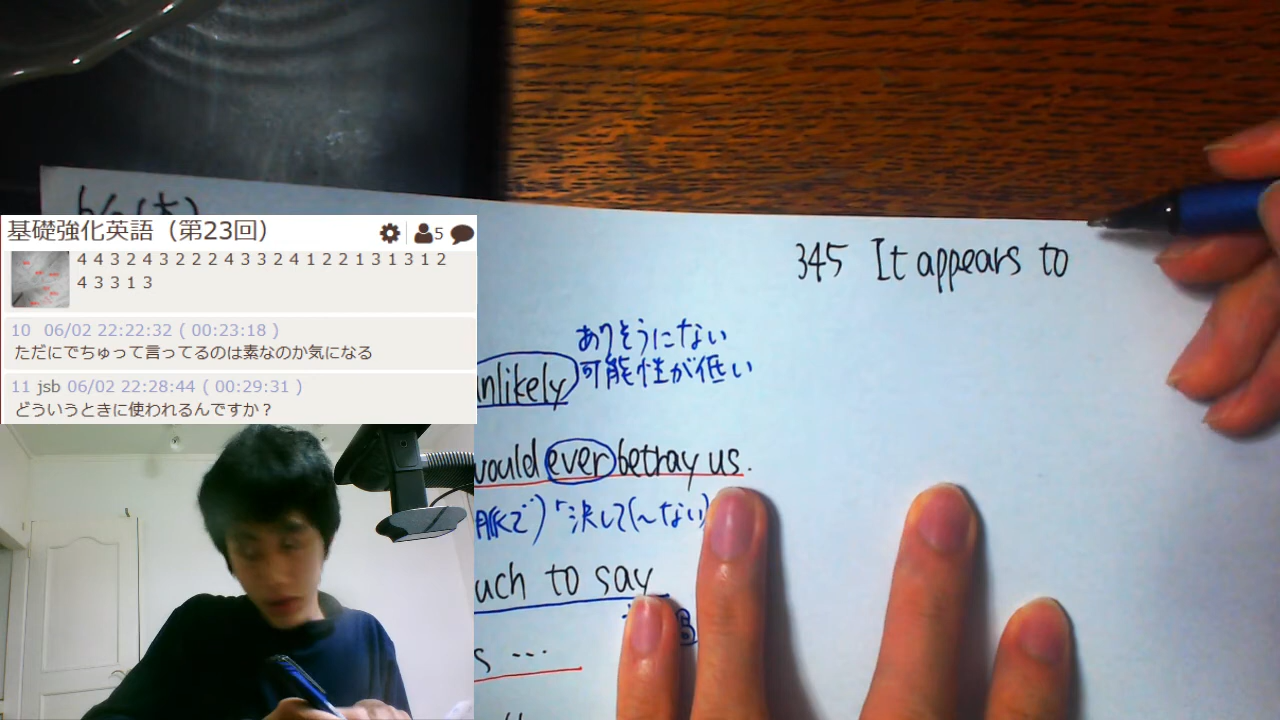 6/2(木)
基礎強化英語（第23回）
5
4 4 3 2 4 3 2 2 2 4 3 3 2 4 1 2 2 1 3 1 3 1 2
4 3 3 1 3
10 06/02 22:22:32 ( 00:23:18 )
ただにでちゅって言ってるのは素なのか気になる
11 jsb 06/02 22:28:44 ( 00:29:31 )
どういうときに使われるんですか？
345 It appears to
ありそうにない
nlikely 可能性が低い
would ever betray us.
脈で)「決して(～ない)
uch to say
B
s ...